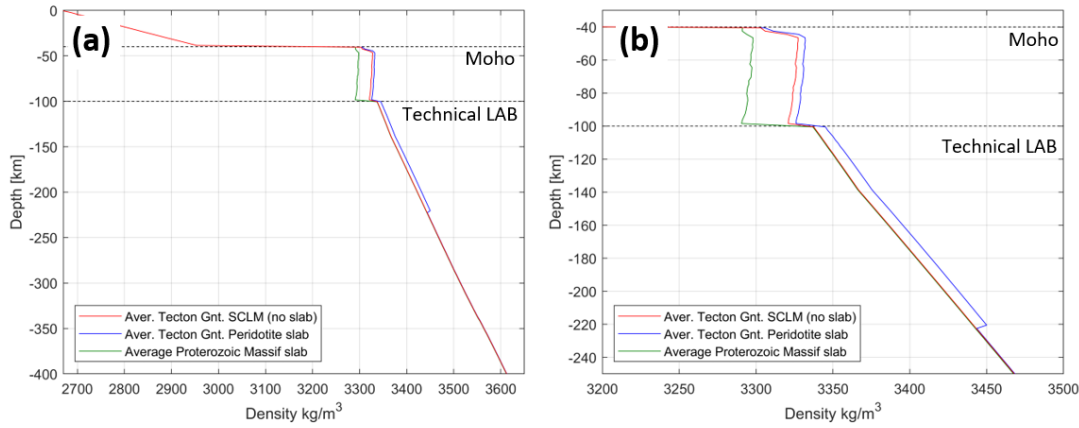 (a)
0
-50
-100
-150
-200
-250
-300
-350
-400
Depth [km]
Moho
Technical LAB
Aver. Tecton Gnt. SCLM (no slab)
Aver. Tecton Gnt. Peridotite slab
Average Proterozoic Massif slab
2700 2800 2900 3000 3100 3200 3300 3400 3500 3600
Density kg/m³
(b)
-40
-60
-80
-100
-120
-140
-160
-180
-200
-220
-240
Depth [km]
Moho
Technical LAB
Aver. Tecton Gnt. SCLM (no slab)
Aver. Tecton Gnt. Peridotite slab
Average Proterozoic Massif slab
3200 3250 3300 3350 3400 3450 3500
Density kg/m³